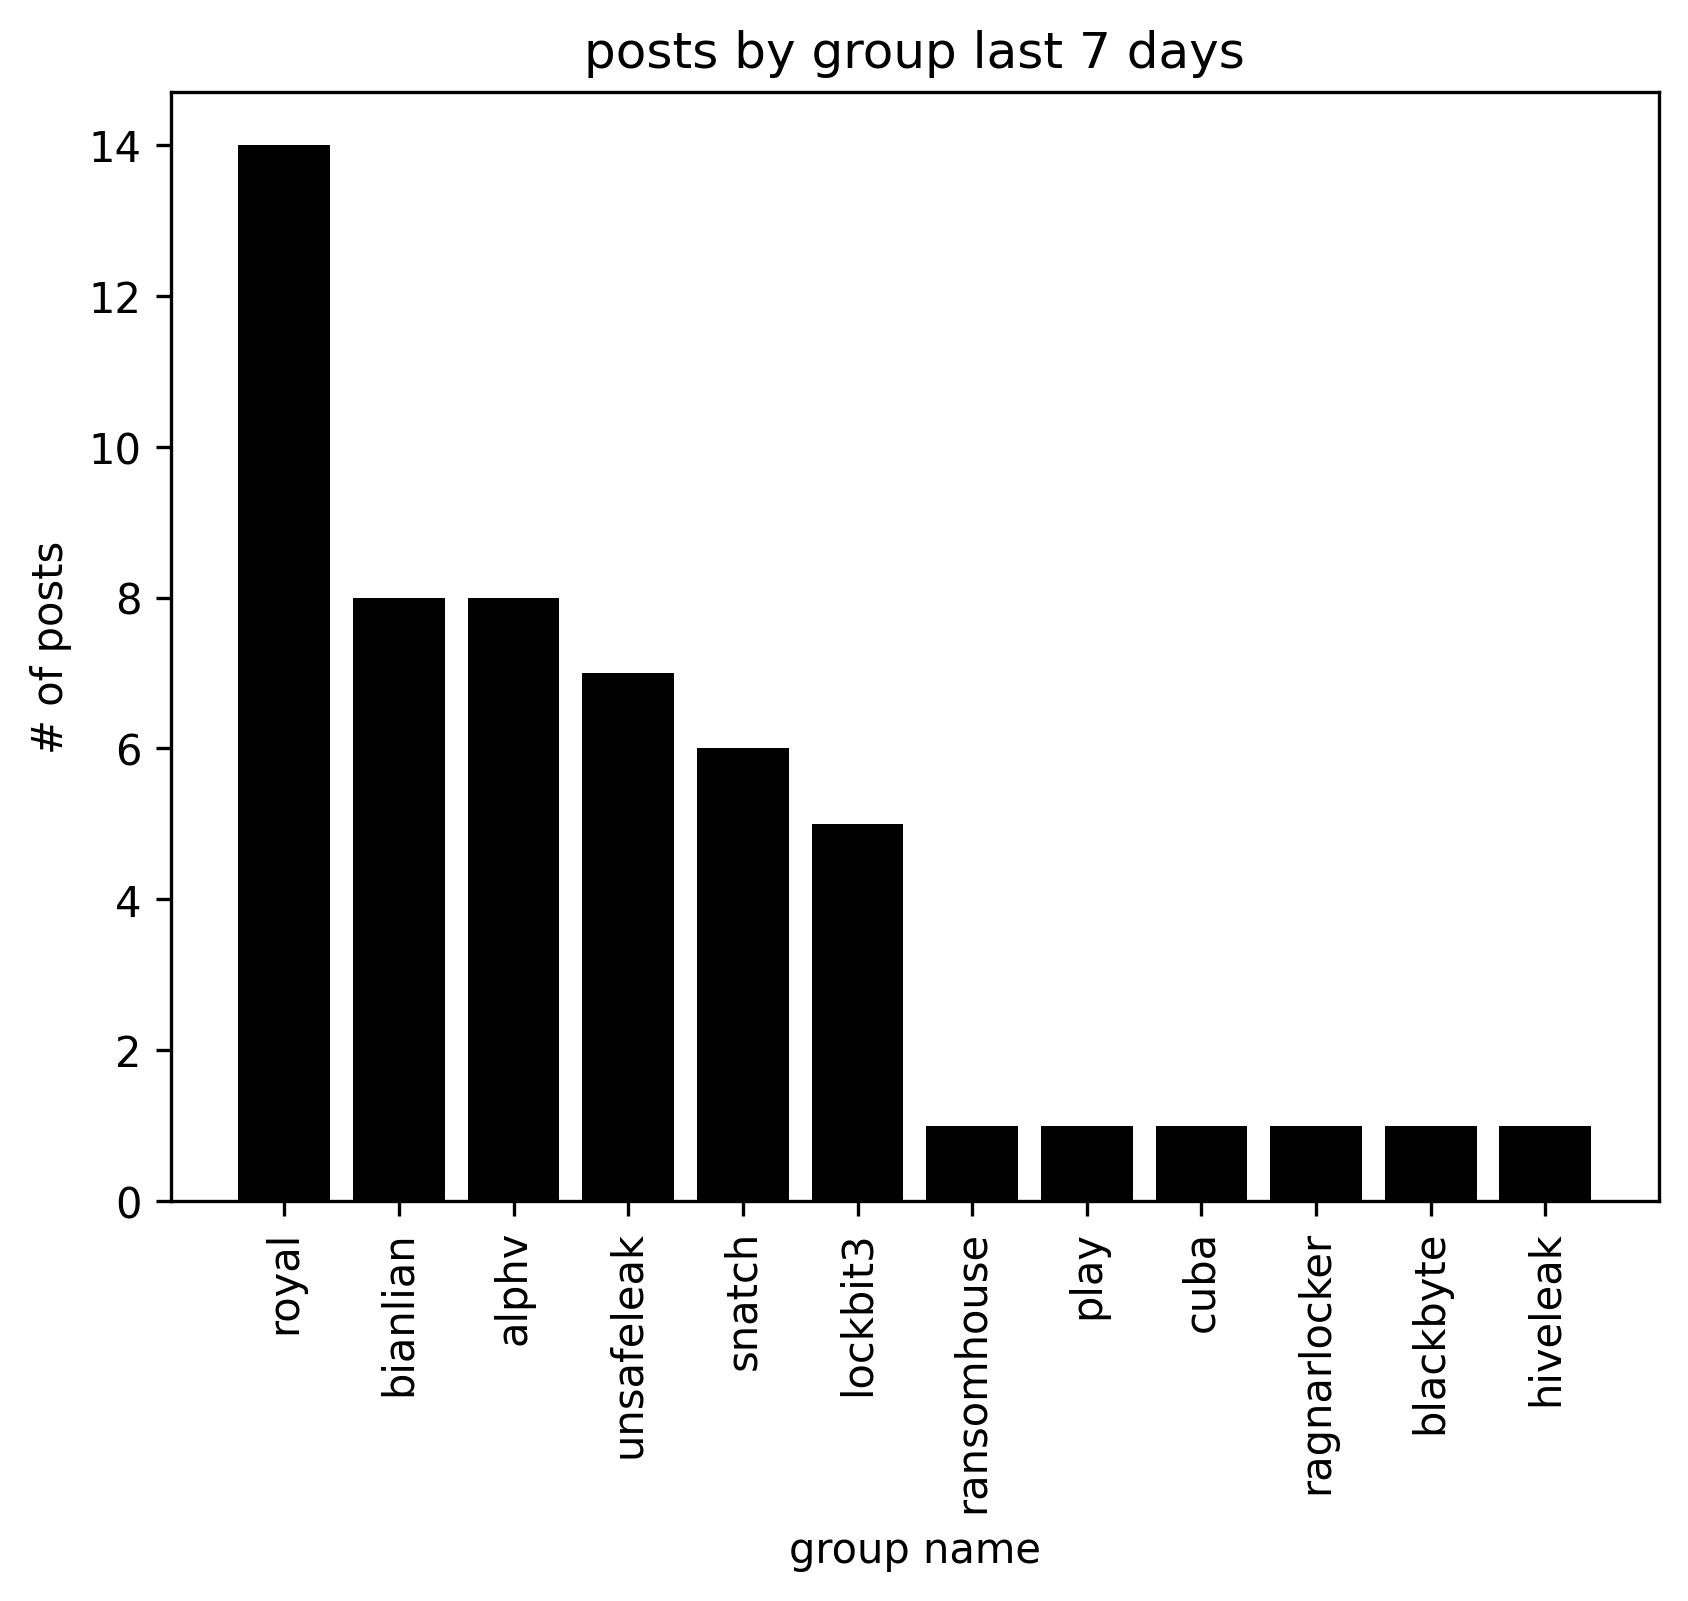 posts by group last 7 days
14
12
10
8
6
4
2
0
# of posts
royal
bianlian
alphv
unsafeleak
snatch
lockbit3
ransomhouse
play
cuba
ragnarlocker
blackbyte
hiveleak
group name